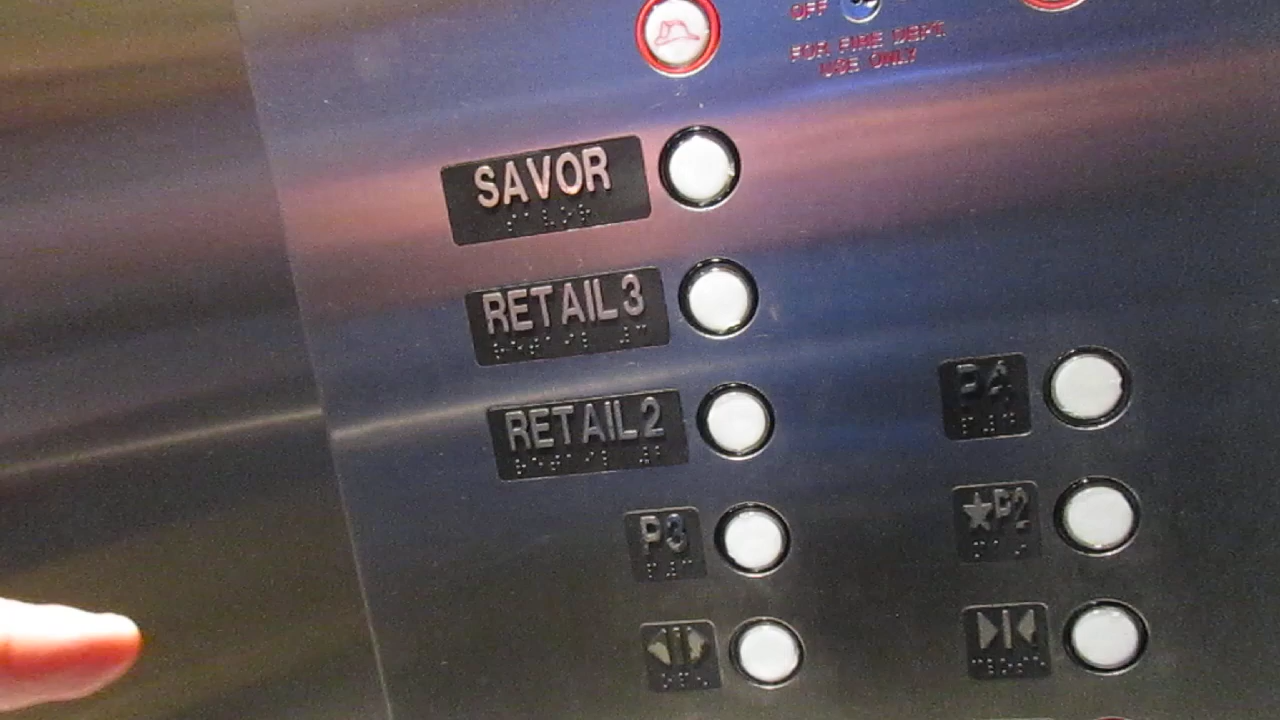 OFF
FOR FIRE DEPT.
USE ONLY
SAVOR
RETAIL 3
RETAIL 2
P4
P3
★P2